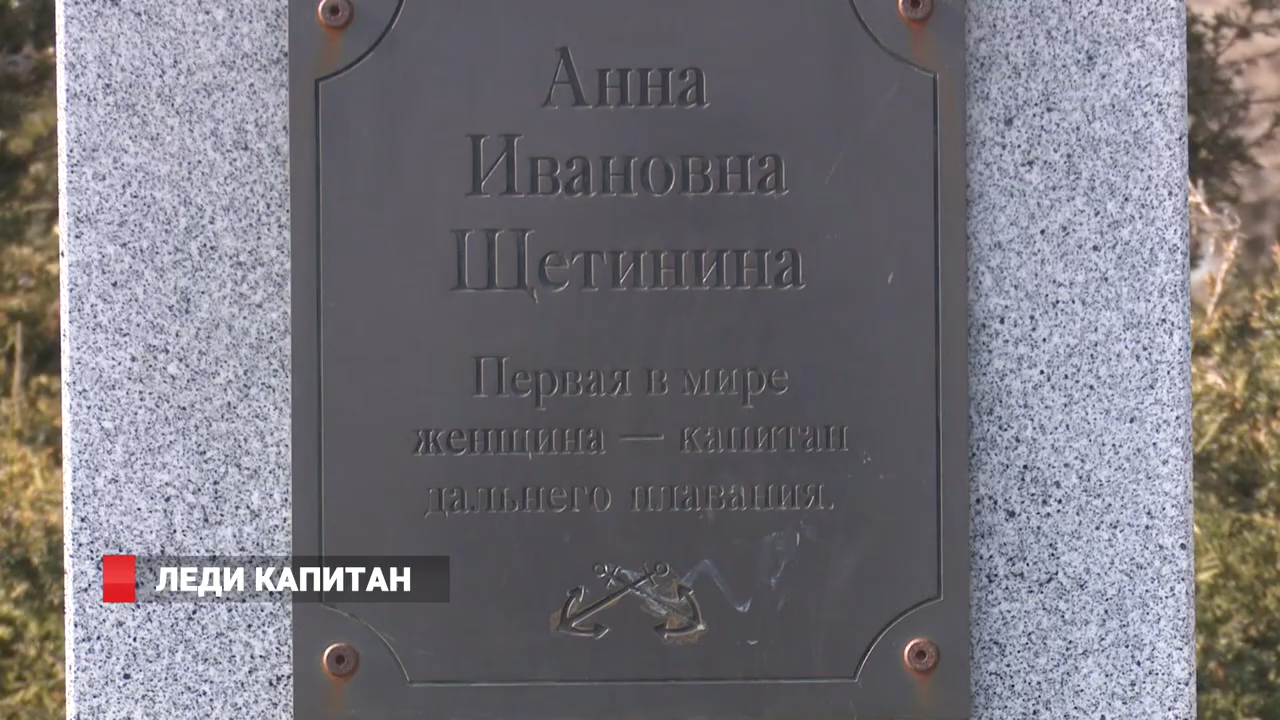 Анна
Ивановна
Щетинина
Первая в мире
женщина — капитан
дальнего плавания.
ЛЕДИ КАПИТАН